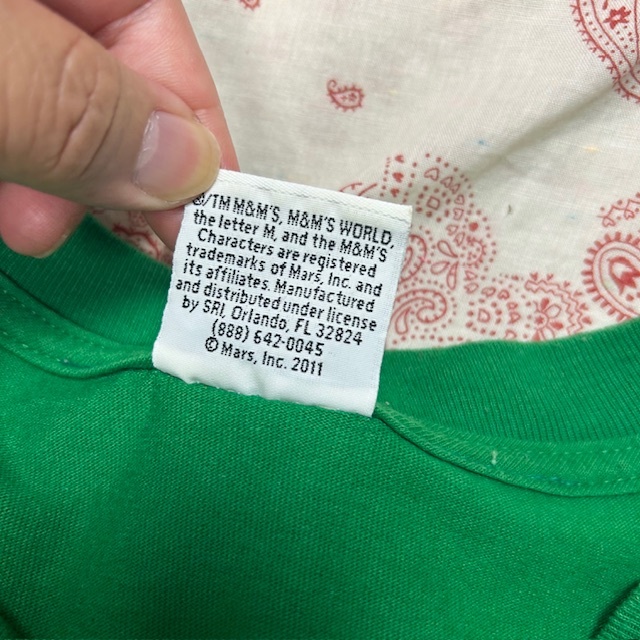 ®/TM M&M'S, M&M'S WORLD,
the letter M, and the M&M'S
Characters are registered
trademarks of Mars, Inc. and
its affiliates. Manufactured
and distributed under license
by SRI, Orlando, FL 32824
(888) 642-0045
© Mars, Inc. 2011